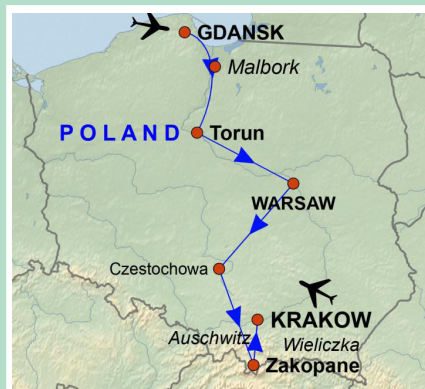 GDANSK
Malbork
POLAND
Torun
WARSAW
Czestochowa
KRAKOW
Auschwitz
Wieliczka
Zakopane